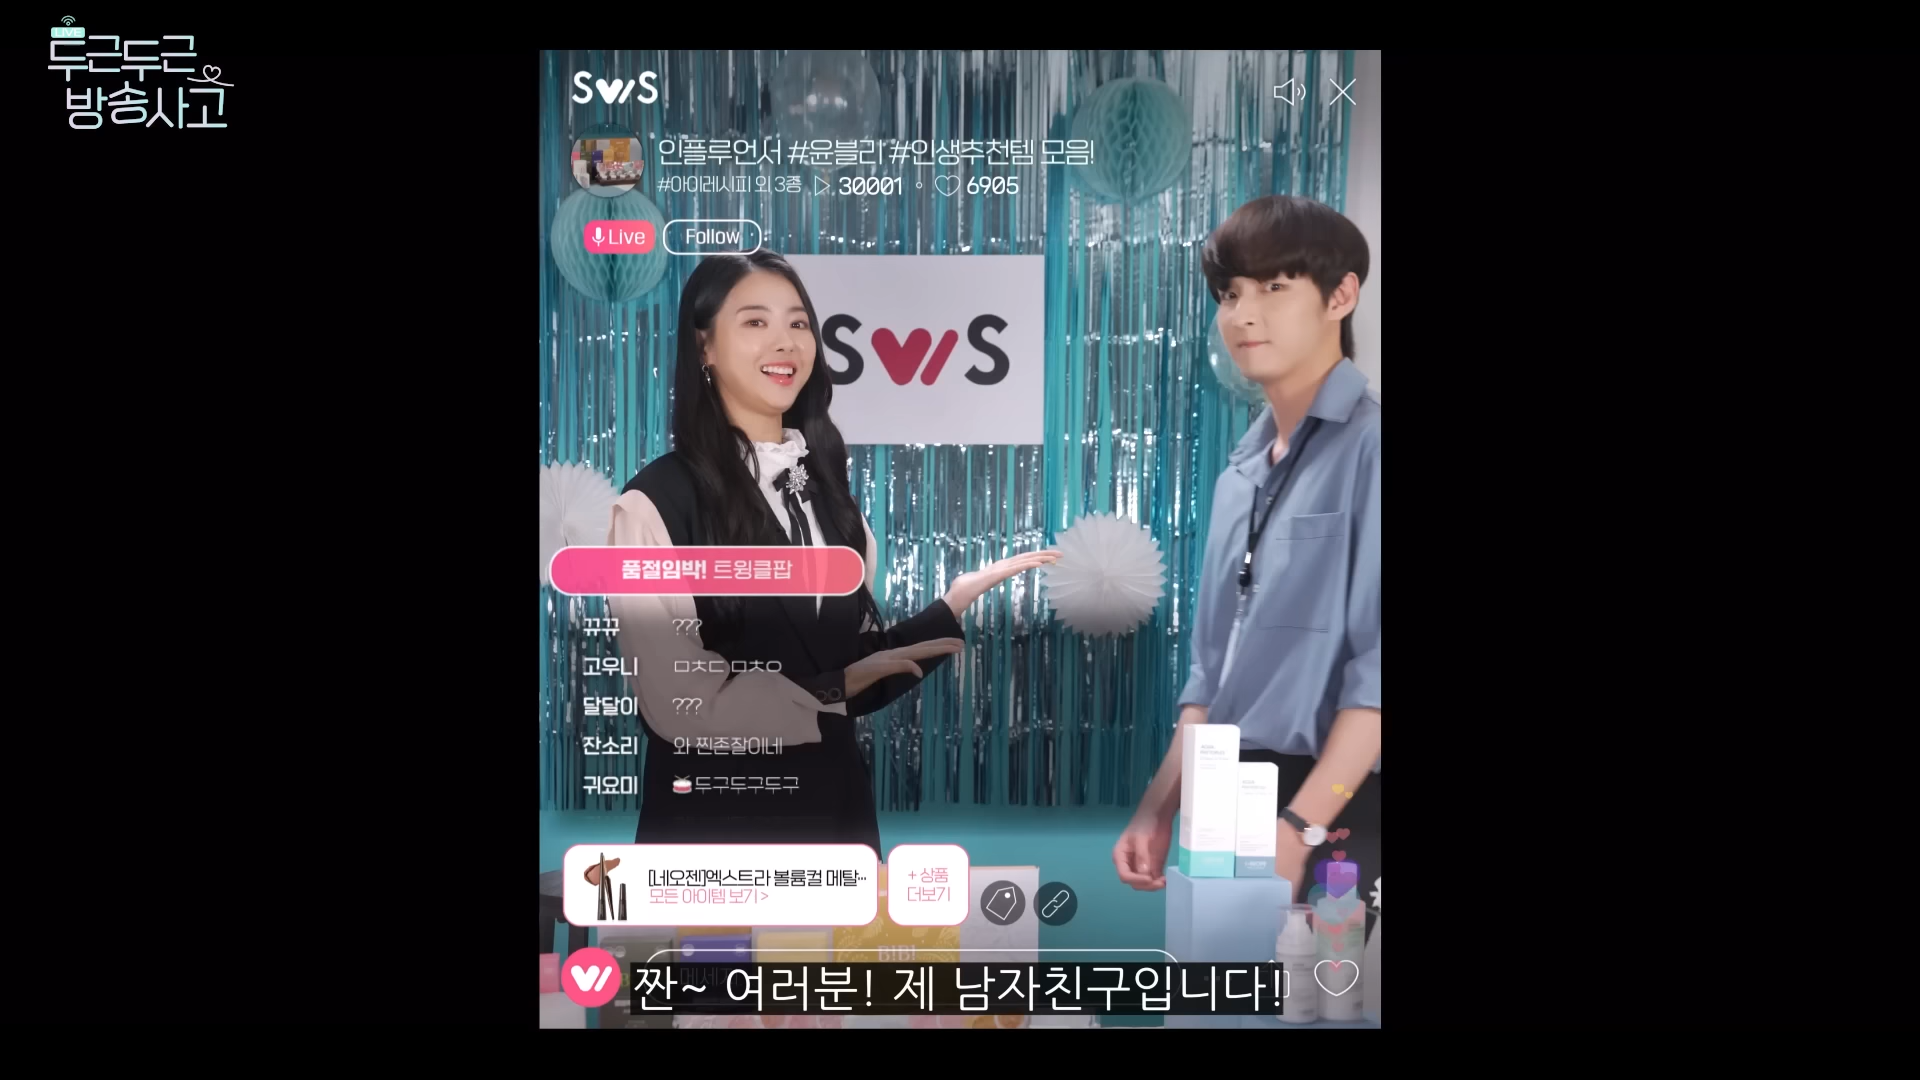 LIVE
두근두근
방송사고
SWS
인플루언서 #윤블리 #인생추천템 모음!
#아이레시피 외 3종 ▷ 30001 ◦ ♡ 6905
Live
Follow
SWS
품절임박! 트윙클팝
뀨뀨 ???
고우니 ㅁㅊㄷ ㅁㅊㅇ
달달이 ???
잔소리 와 찐존잘이네
귀요미 🥁두구두구두구
[네오젠]엑스트라 볼륨컬 메탈…
모든 아이템 보기 >
+ 상품
더보기
BIBI
짠~ 여러분! 제 남자친구입니다!